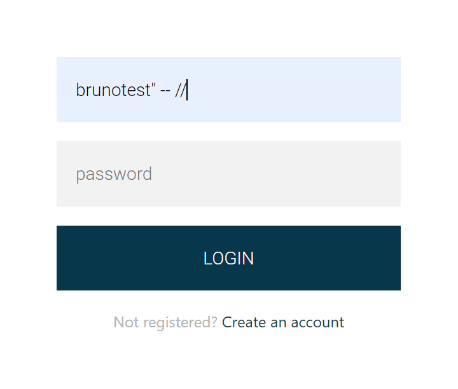 brunotest" -- //
password
LOGIN
Not registered? Create an account